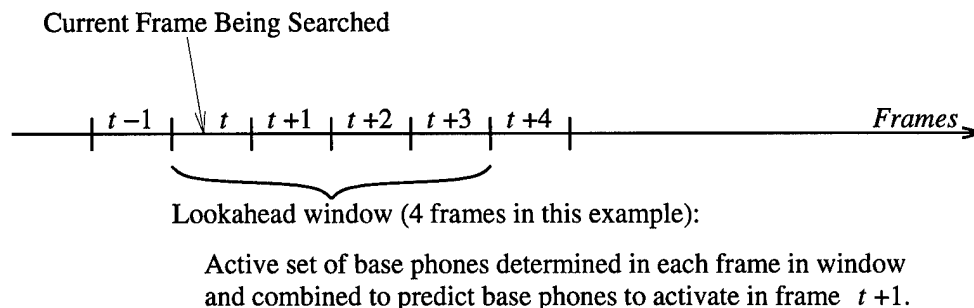 Current Frame Being Searched
t −1 t t +1 t +2 t +3 t +4 Frames
Lookahead window (4 frames in this example):
Active set of base phones determined in each frame in window
and combined to predict base phones to activate in frame t +1.